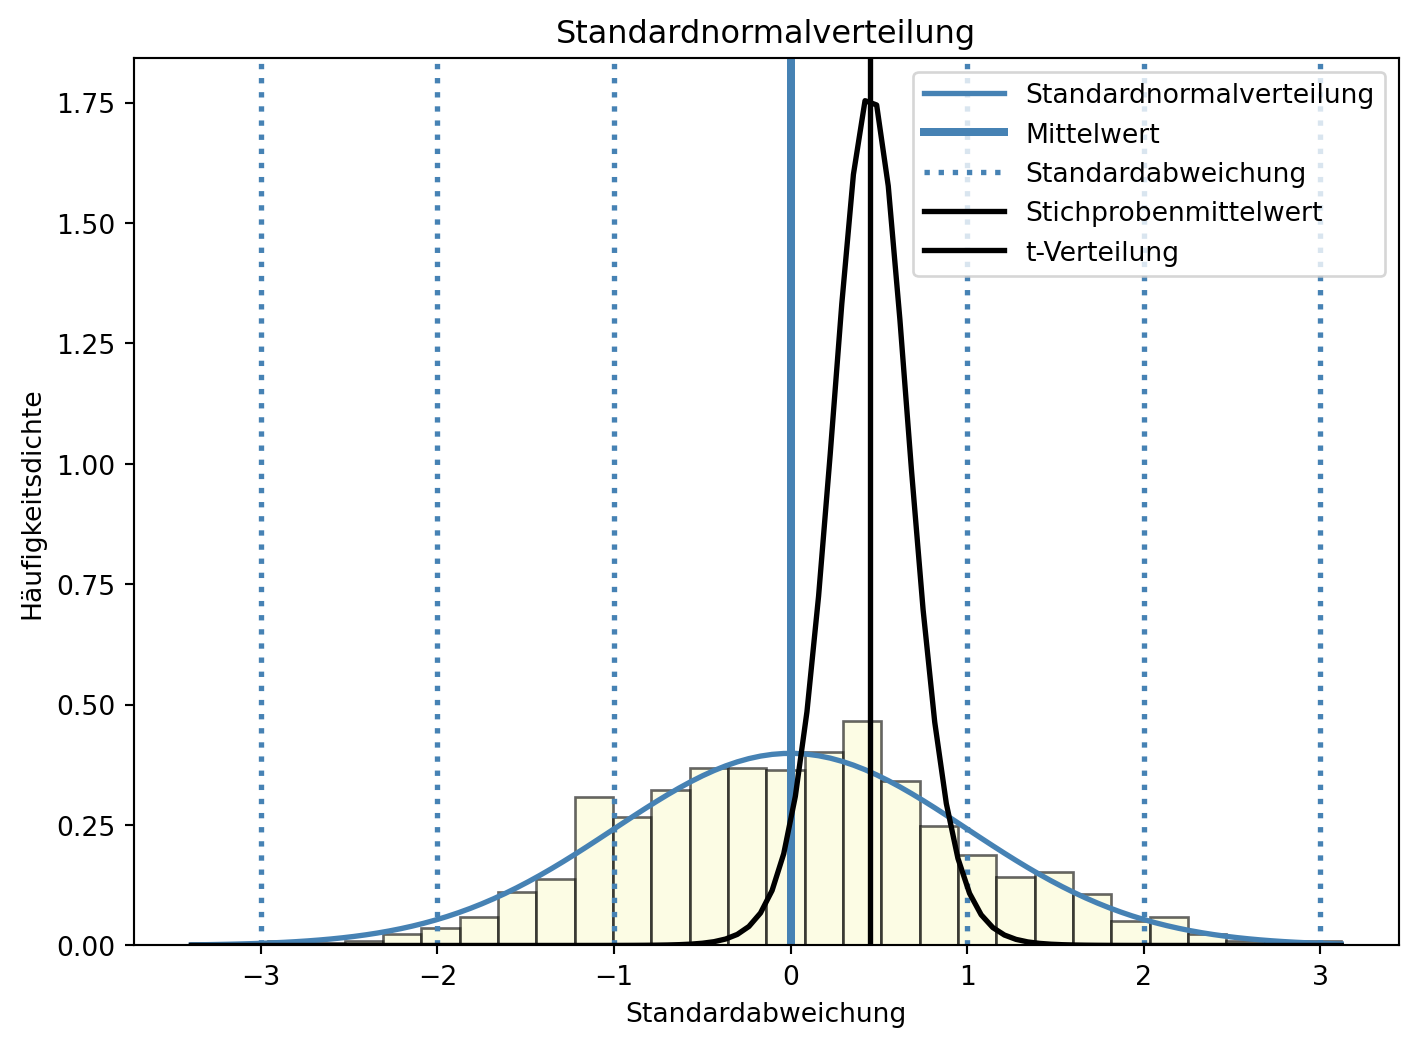 Standardnormalverteilung
Standardnormalverteilung
Mittelwert
Standardabweichung
Stichprobenmittelwert
t-Verteilung
Häufigkeitsdichte
1.75
1.50
1.25
1.00
0.75
0.50
0.25
0.00
−3 −2 −1 0 1 2 3
Standardabweichung